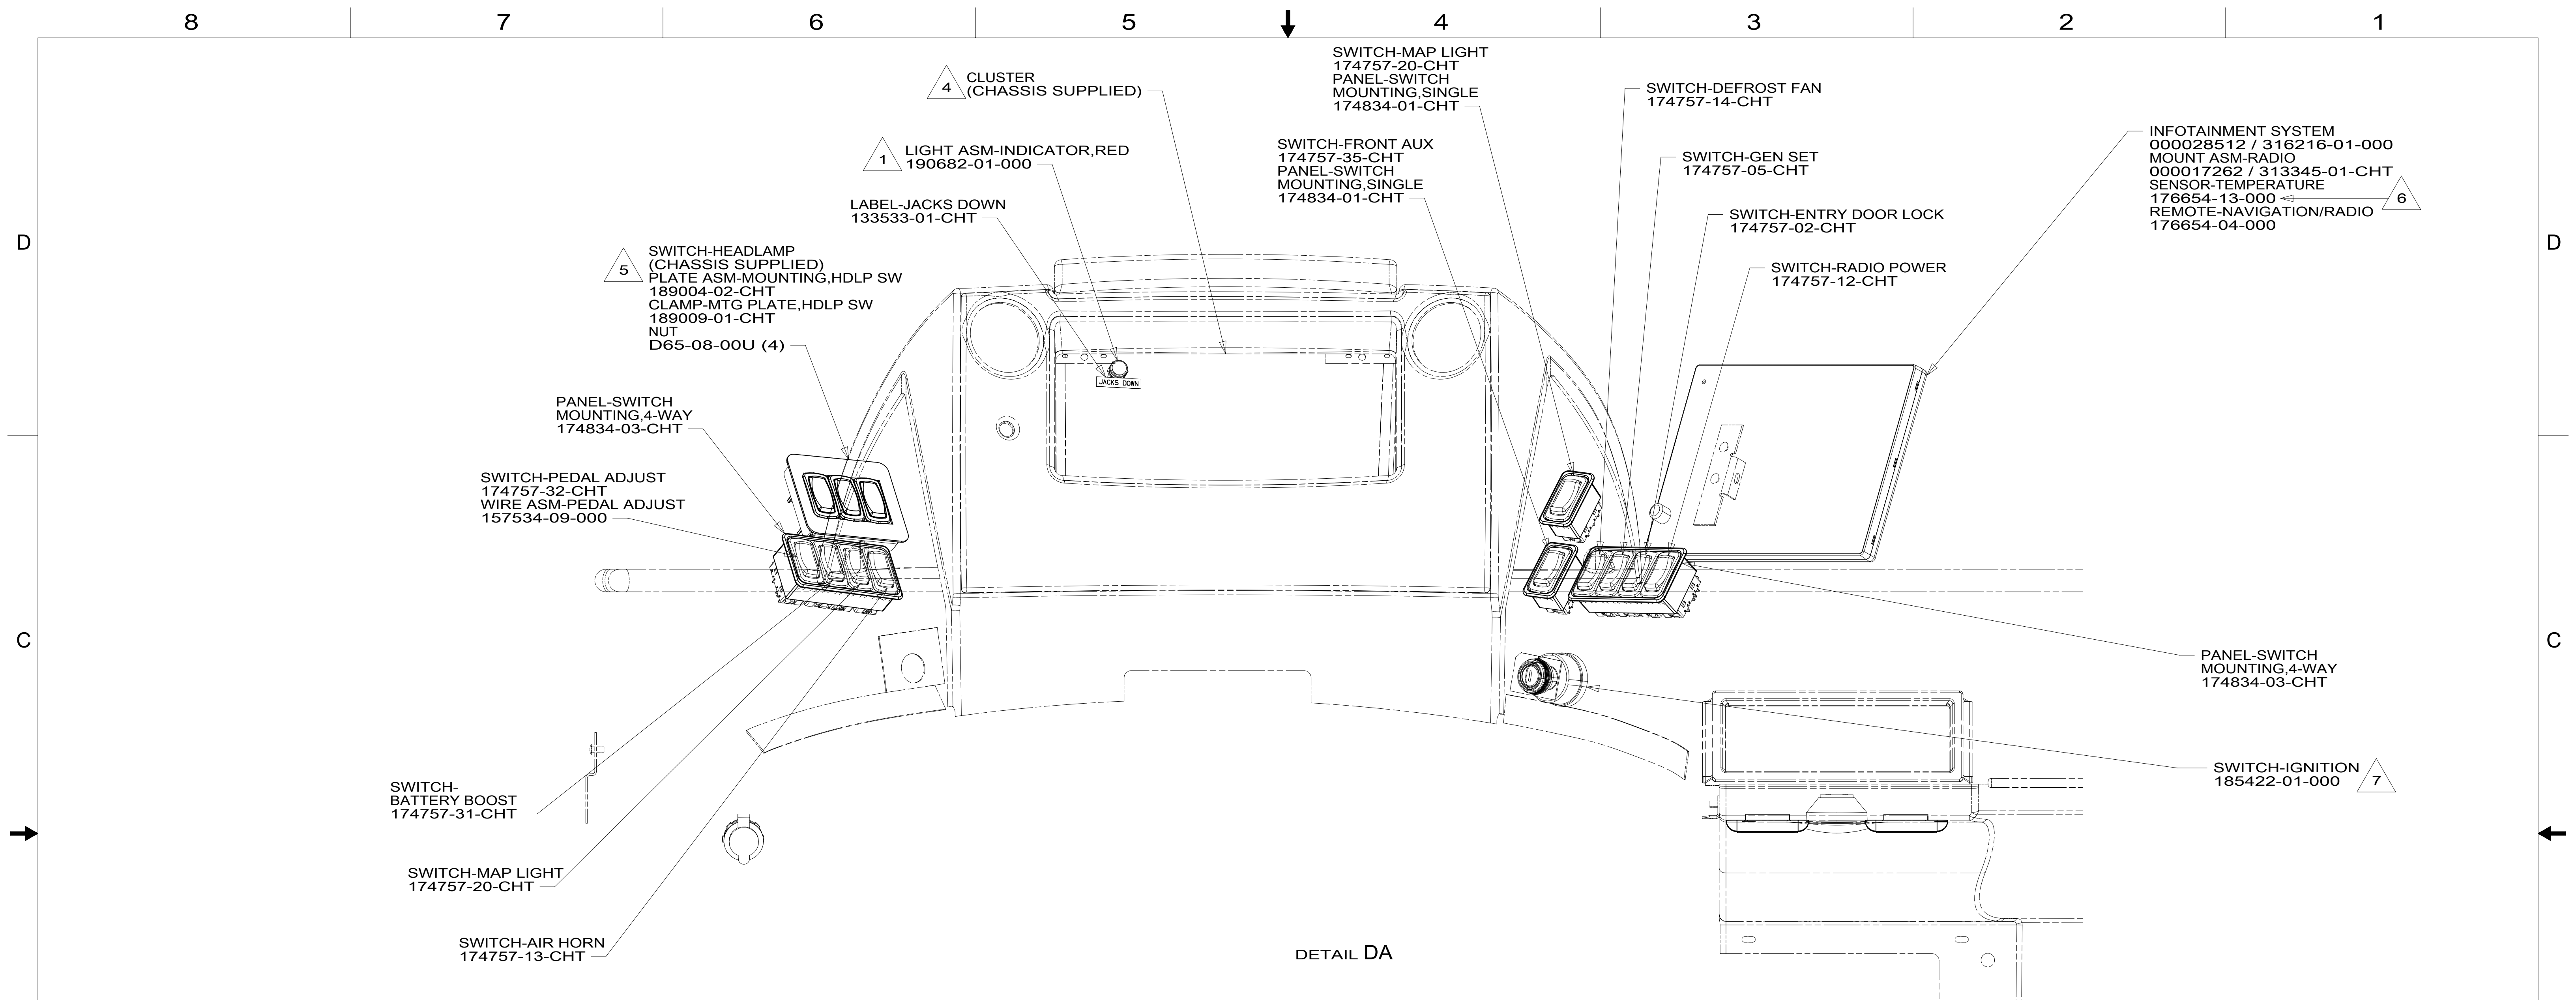 8 7 6 5 4 3 2 1
4
CLUSTER
(CHASSIS SUPPLIED)
1
LIGHT ASM-INDICATOR,RED
190682-01-000
LABEL-JACKS DOWN
133533-01-CHT
5
SWITCH-HEADLAMP
(CHASSIS SUPPLIED)
PLATE ASM-MOUNTING,HDLP SW
189004-02-CHT
CLAMP-MTG PLATE,HDLP SW
189009-01-CHT
NUT
D65-08-00U (4)
PANEL-SWITCH
MOUNTING,4-WAY
174834-03-CHT
SWITCH-PEDAL ADJUST
174757-32-CHT
WIRE ASM-PEDAL ADJUST
157534-09-000
SWITCH-MAP LIGHT
174757-20-CHT
PANEL-SWITCH
MOUNTING,SINGLE
174834-01-CHT
SWITCH-FRONT AUX
174757-35-CHT
PANEL-SWITCH
MOUNTING,SINGLE
174834-01-CHT
SWITCH-DEFROST FAN
174757-14-CHT
SWITCH-GEN SET
174757-05-CHT
SWITCH-ENTRY DOOR LOCK
174757-02-CHT
SWITCH-RADIO POWER
174757-12-CHT
INFOTAINMENT SYSTEM
000028512 / 316216-01-000
MOUNT ASM-RADIO
000017262 / 313345-01-CHT
SENSOR-TEMPERATURE
176654-13-000
6
REMOTE-NAVIGATION/RADIO
176654-04-000
D
D
JACKS DOWN
C
C
PANEL-SWITCH
MOUNTING,4-WAY
174834-03-CHT
SWITCH-IGNITION
185422-01-000
7
SWITCH-
BATTERY BOOST
174757-31-CHT
SWITCH-MAP LIGHT
174757-20-CHT
SWITCH-AIR HORN
174757-13-CHT
DETAIL DA